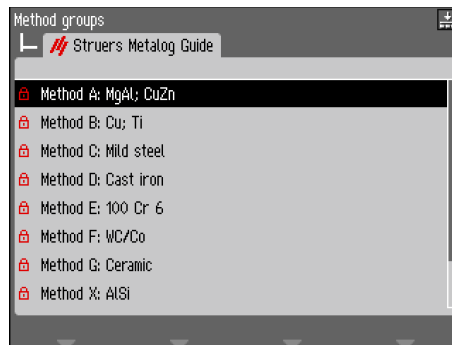 Method groups
Struers Metalog Guide
Method A: MgAl; CuZn
Method B: Cu; Ti
Method C: Mild steel
Method D: Cast iron
Method E: 100 Cr 6
Method F: WC/Co
Method G: Ceramic
Method X: AlSi